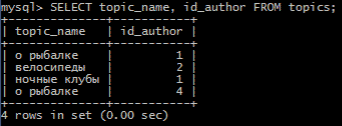 mysql> SELECT topic_name, id_author FROM topics;
+--------------+-----------+
| topic_name   | id_author |
+--------------+-----------+
| о рыбалке    |         1 |
| велосипеды   |         2 |
| ночные клубы |         1 |
| о рыбалке    |         4 |
+--------------+-----------+
4 rows in set (0.00 sec)